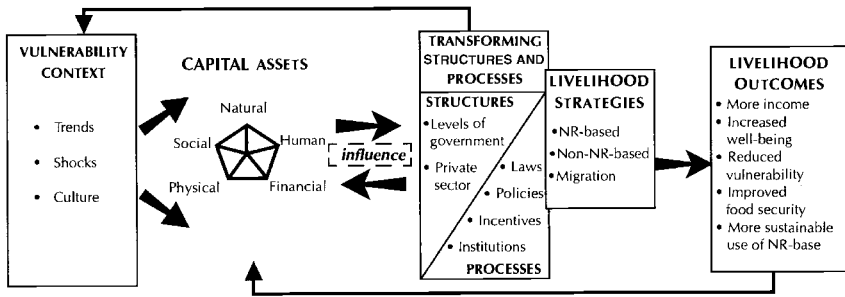 VULNERABILITY
CONTEXT
• Trends
• Shocks
• Culture
CAPITAL ASSETS
Natural
Social
Human
Physical
Financial
influence
TRANSFORMING
STRUCTURES AND
PROCESSES
STRUCTURES
• Levels of
government
• Private
sector
• Laws
• Policies
• Incentives
• Institutions
PROCESSES
LIVELIHOOD
STRATEGIES
• NR-based
• Non-NR-based
• Migration
LIVELIHOOD
OUTCOMES
• More income
• Increased
well-being
• Reduced
vulnerability
• Improved
food security
• More sustainable
use of NR-base